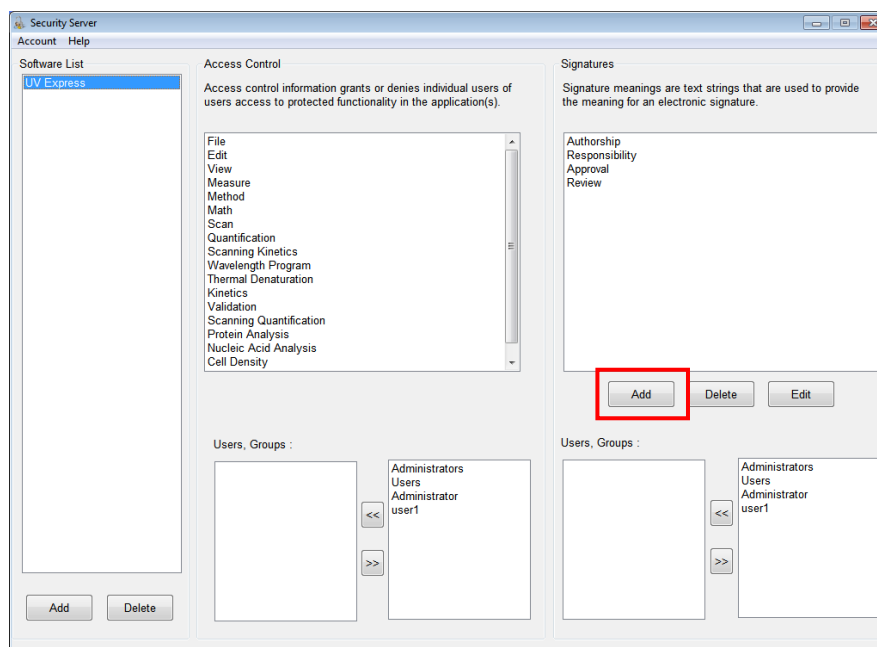 Security Server
Account Help
Software List
UV Express
Add Delete
Access Control
Access control information grants or denies individual users of
users access to protected functionality in the application(s).
File
Edit
View
Measure
Method
Math
Scan
Quantification
Scanning Kinetics
Wavelength Program
Thermal Denaturation
Kinetics
Validation
Scanning Quantification
Protein Analysis
Nucleic Acid Analysis
Cell Density
Users, Groups :
<<
>>
Administrators
Users
Administrator
user1
Signatures
Signature meanings are text strings that are used to provide
the meaning for an electronic signature.
Authorship
Responsibility
Approval
Review
Add Delete Edit
Users, Groups :
<<
>>
Administrators
Users
Administrator
user1